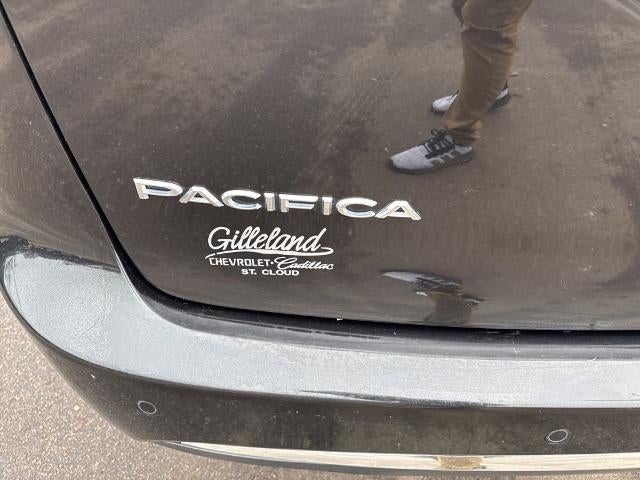 PACIFICA
Gilleland
CHEVROLET•Cadillac
ST. CLOUD